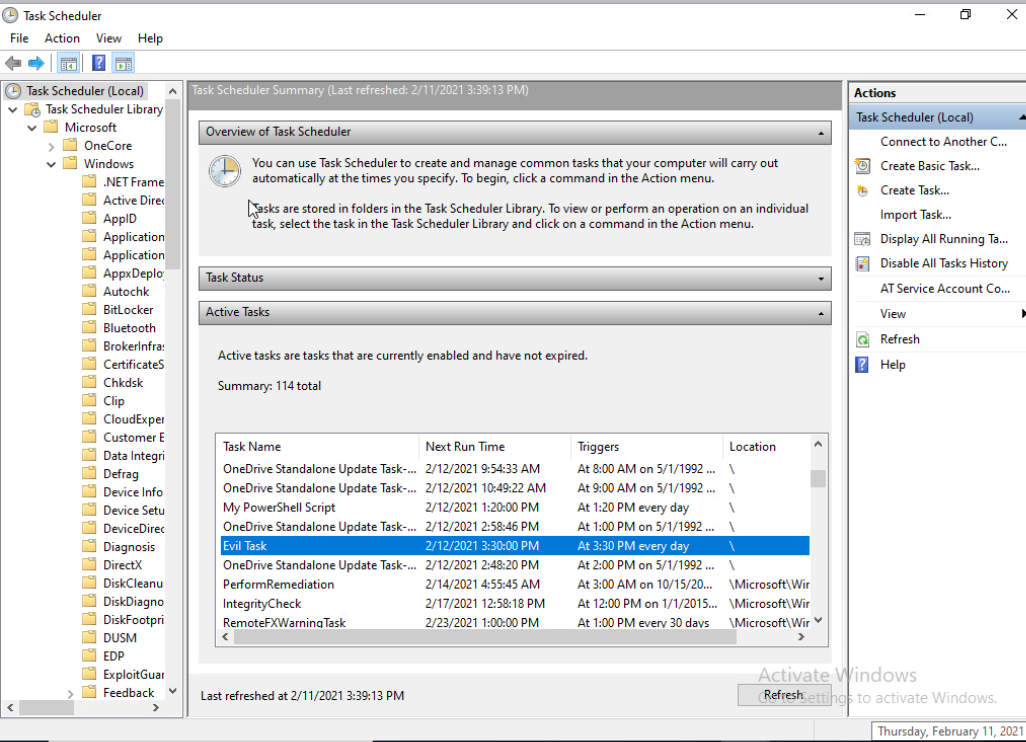 Task Scheduler
File Action View Help
Task Scheduler (Local)
Task Scheduler Library
Microsoft
OneCore
Windows
.NET Frame
Active Direc
AppID
Application
Application
AppxDeploy
Autochk
BitLocker
Bluetooth
BrokerInfras
CertificateS
Chkdsk
Clip
CloudExper
Customer E
Data Integri
Defrag
Device Info
Device Setu
DeviceDirec
Diagnosis
DirectX
DiskCleanu
DiskDiagno
DiskFootpri
DUSM
EDP
ExploitGuar
Feedback
Task Scheduler Summary (Last refreshed: 2/11/2021 3:39:13 PM)
Overview of Task Scheduler
You can use Task Scheduler to create and manage common tasks that your computer will carry out
automatically at the times you specify. To begin, click a command in the Action menu.
Tasks are stored in folders in the Task Scheduler Library. To view or perform an operation on an individual
task, select the task in the Task Scheduler Library and click on a command in the Action menu.
Task Status
Active Tasks
Active tasks are tasks that are currently enabled and have not expired.
Summary: 114 total
Task Name Next Run Time Triggers Location
OneDrive Standalone Update Task-... 2/12/2021 9:54:33 AM At 8:00 AM on 5/1/1992 ... \
OneDrive Standalone Update Task-... 2/12/2021 10:49:22 AM At 9:00 AM on 5/1/1992 ... \
My PowerShell Script 2/12/2021 1:20:00 PM At 1:20 PM every day \
OneDrive Standalone Update Task-... 2/12/2021 2:58:46 PM At 1:00 PM on 5/1/1992 ... \
Evil Task 2/12/2021 3:30:00 PM At 3:30 PM every day \
OneDrive Standalone Update Task-... 2/12/2021 2:48:20 PM At 2:00 PM on 5/1/1992 ... \
PerformRemediation 2/14/2021 4:55:45 AM At 3:00 AM on 10/15/20... \Microsoft\Wir
IntegrityCheck 2/17/2021 12:58:18 PM At 12:00 PM on 1/1/2015... \Microsoft\Wir
RemoteFXWarningTask 2/23/2021 1:00:00 PM At 1:00 PM every 30 days \Microsoft\Wir
Last refreshed at 2/11/2021 3:39:13 PM
Refresh
Actions
Task Scheduler (Local)
Connect to Another C...
Create Basic Task...
Create Task...
Import Task...
Display All Running Ta...
Disable All Tasks History
AT Service Account Co...
View
Refresh
Help
Activate Windows
Go to Settings to activate Windows.
Thursday, February 11, 2021